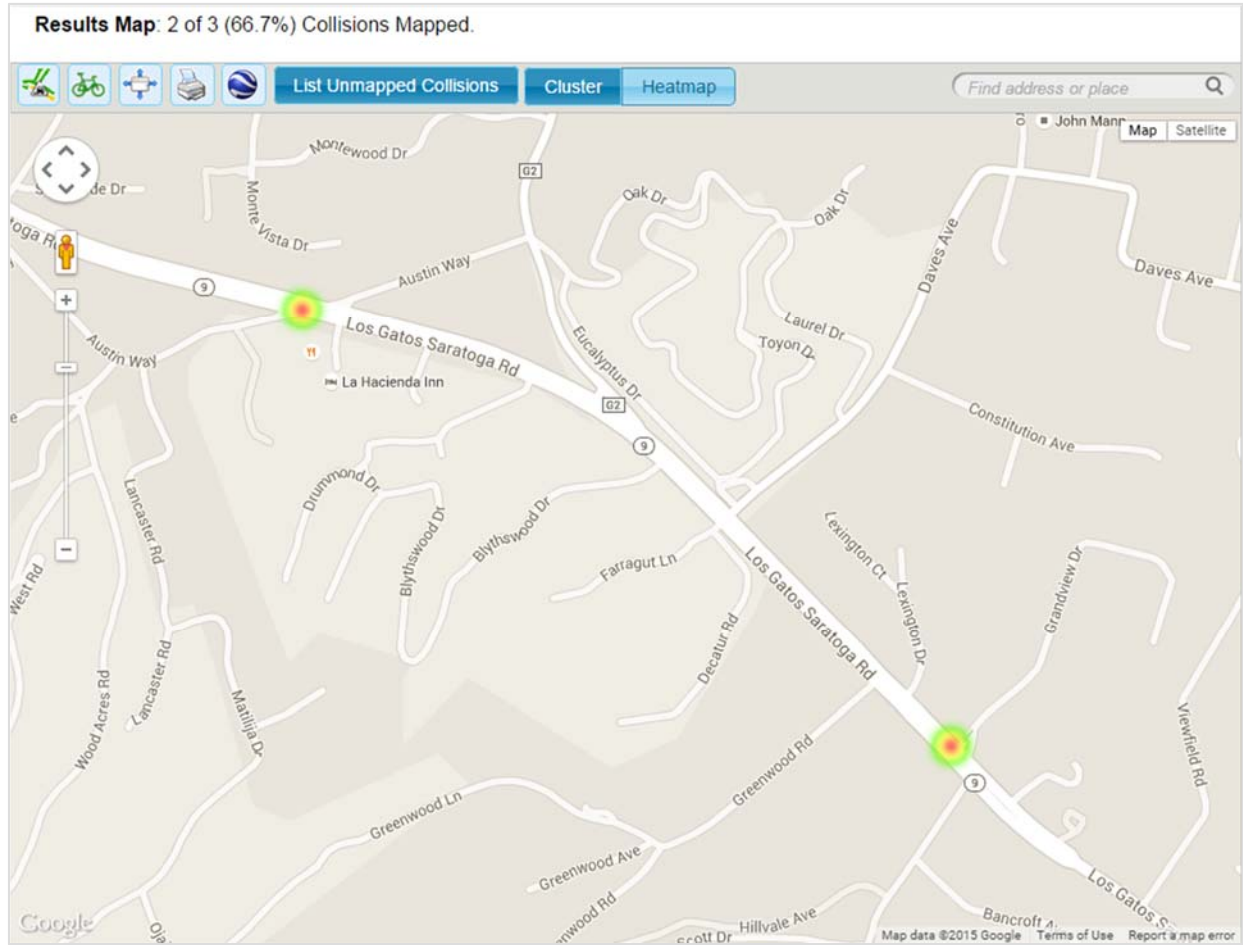 Results Map: 2 of 3 (66.7%) Collisions Mapped.
List Unmapped Collisions
Cluster
Heatmap
Find address or place
John Mann
Map
Satellite
Montewood Dr
G2
de Dr
Oak Dr
Oak Dr
Monte Vista Dr
Daves Ave
Daves Ave
oga R
9
Austin Way
Los Gatos Saratoga Rd
Laurel Dr
Toyon D
Eucalyptus Dr
Austin Way
La Hacienda Inn
G2
9
Constitution Ave
Drummond Dr
Lancaster Rd
Blythswood Dr
Blythswood Dr
Farragut Ln
Lexington Ct
Lexington Dr
Grandview Dr
Los Gatos Saratoga Rd
West Rd
Decatur Rd
Wood Acres Rd
Lancaster Rd
Matilija Dr
Viewfield Rd
Greenwood Rd
9
Greenwood Ln
Greenwood Ave
Los Gatos S
nwood Rd
Hillvale Ave
Bancroft A
Google
Oja
scott Dr
Map data ©2015 Google
Terms of Use
Report a map error